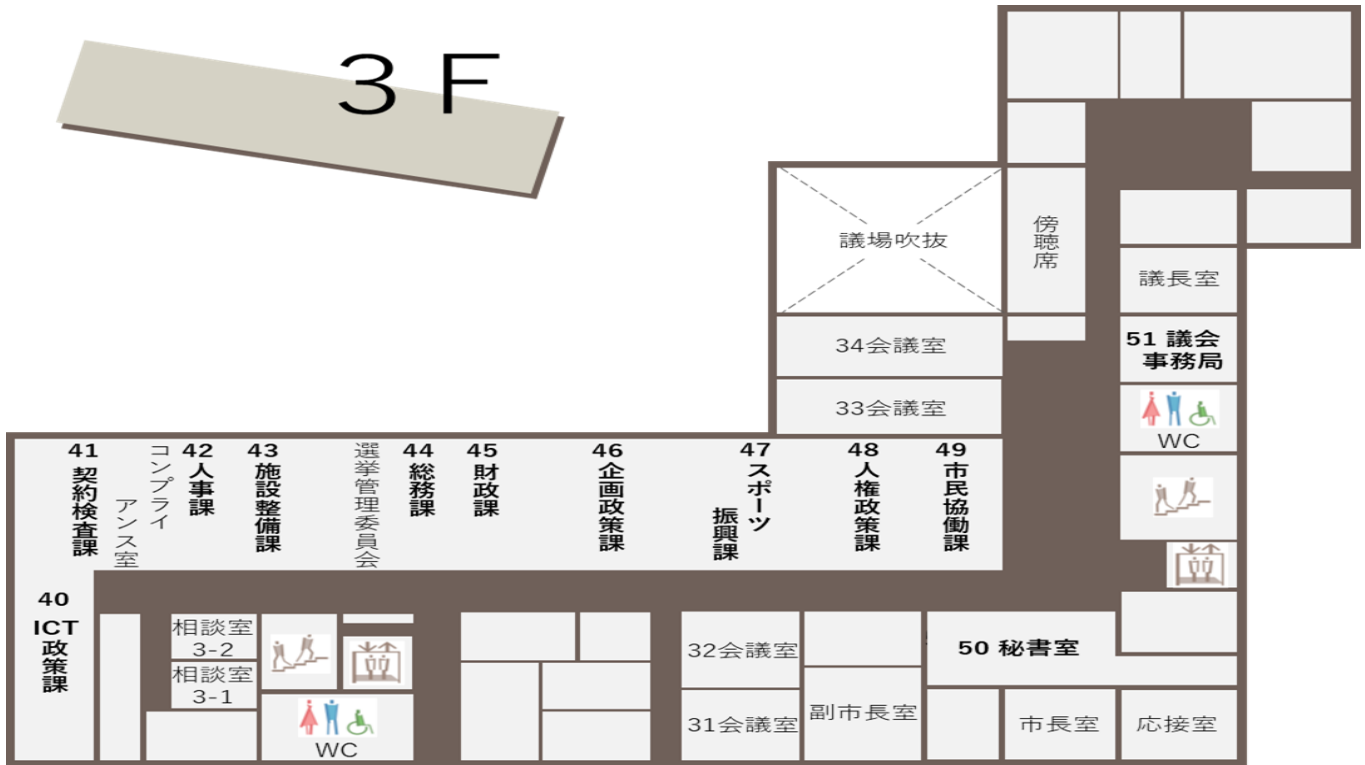 ３Ｆ
議場吹抜
傍聴席
議長室
34会議室
51 議会
事務局
33会議室
WC
41
契約検査課
コンプライ
アンス室
42
人事課
43
施設整備課
選挙管理委員会
44
総務課
45
財政課
46
企画政策課
47
スポーツ
振興課
48
人権政策課
49
市民協働課
40
ICT
政策課
相談室
3-2
相談室
3-1
WC
32会議室
31会議室
副市長室
50 秘書室
市長室
応接室